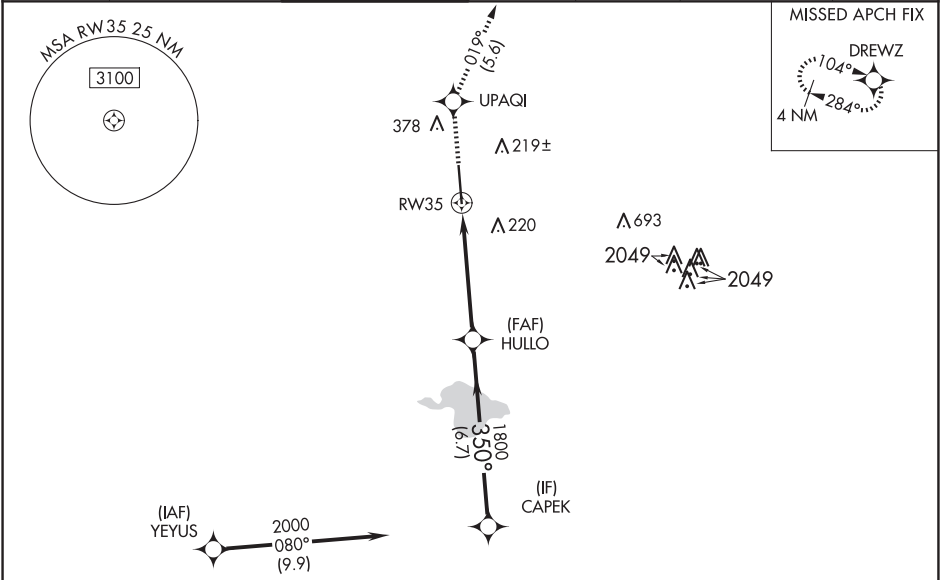 MSA RW35 25 NM
3100
MISSED APCH FIX
DREWZ
104°
284°
4 NM
019°
(5.6)
UPAQI
378
219±
RW35
220
693
2049
2049
(FAF)
HULLO
1800
350°
(6.7)
(IF)
CAPEK
(IAF)
YEYUS
2000
080°
(9.9)